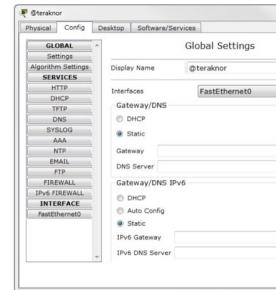 @teraknor
Physical Config Desktop Software/Services
GLOBAL
Settings
Algorithm Settings
SERVICES
HTTP
DHCP
TFTP
DNS
SYSLOG
AAA
NTP
EMAIL
FTP
FIREWALL
IPv6 FIREWALL
INTERFACE
FastEthernet0
Global Settings
Display Name @teraknor
Interfaces FastEthernet0
Gateway/DNS
DHCP
Static
Gateway
DNS Server
Gateway/DNS IPv6
DHCP
Auto Config
Static
IPv6 Gateway
IPv6 DNS Server